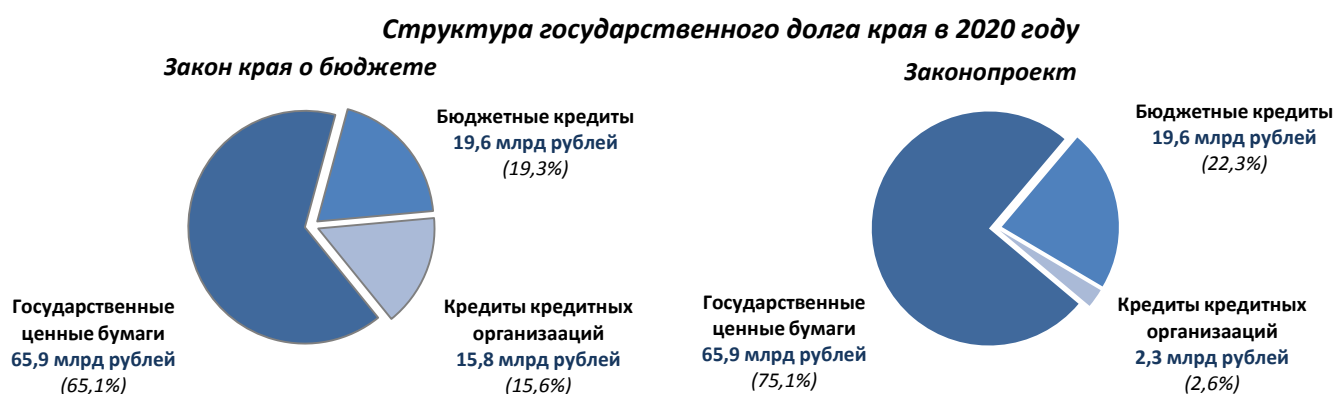 Структура государственного долга края в 2020 году
Закон края о бюджете
Бюджетные кредиты
19,6 млрд рублей
(19,3%)
Государственные
ценные бумаги
65,9 млрд рублей
(65,1%)
Кредиты кредитных
организааций
15,8 млрд рублей
(15,6%)
Законопроект
Бюджетные кредиты
19,6 млрд рублей
(22,3%)
Государственные
ценные бумаги
65,9 млрд рублей
(75,1%)
Кредиты кредитных
организааций
2,3 млрд рублей
(2,6%)